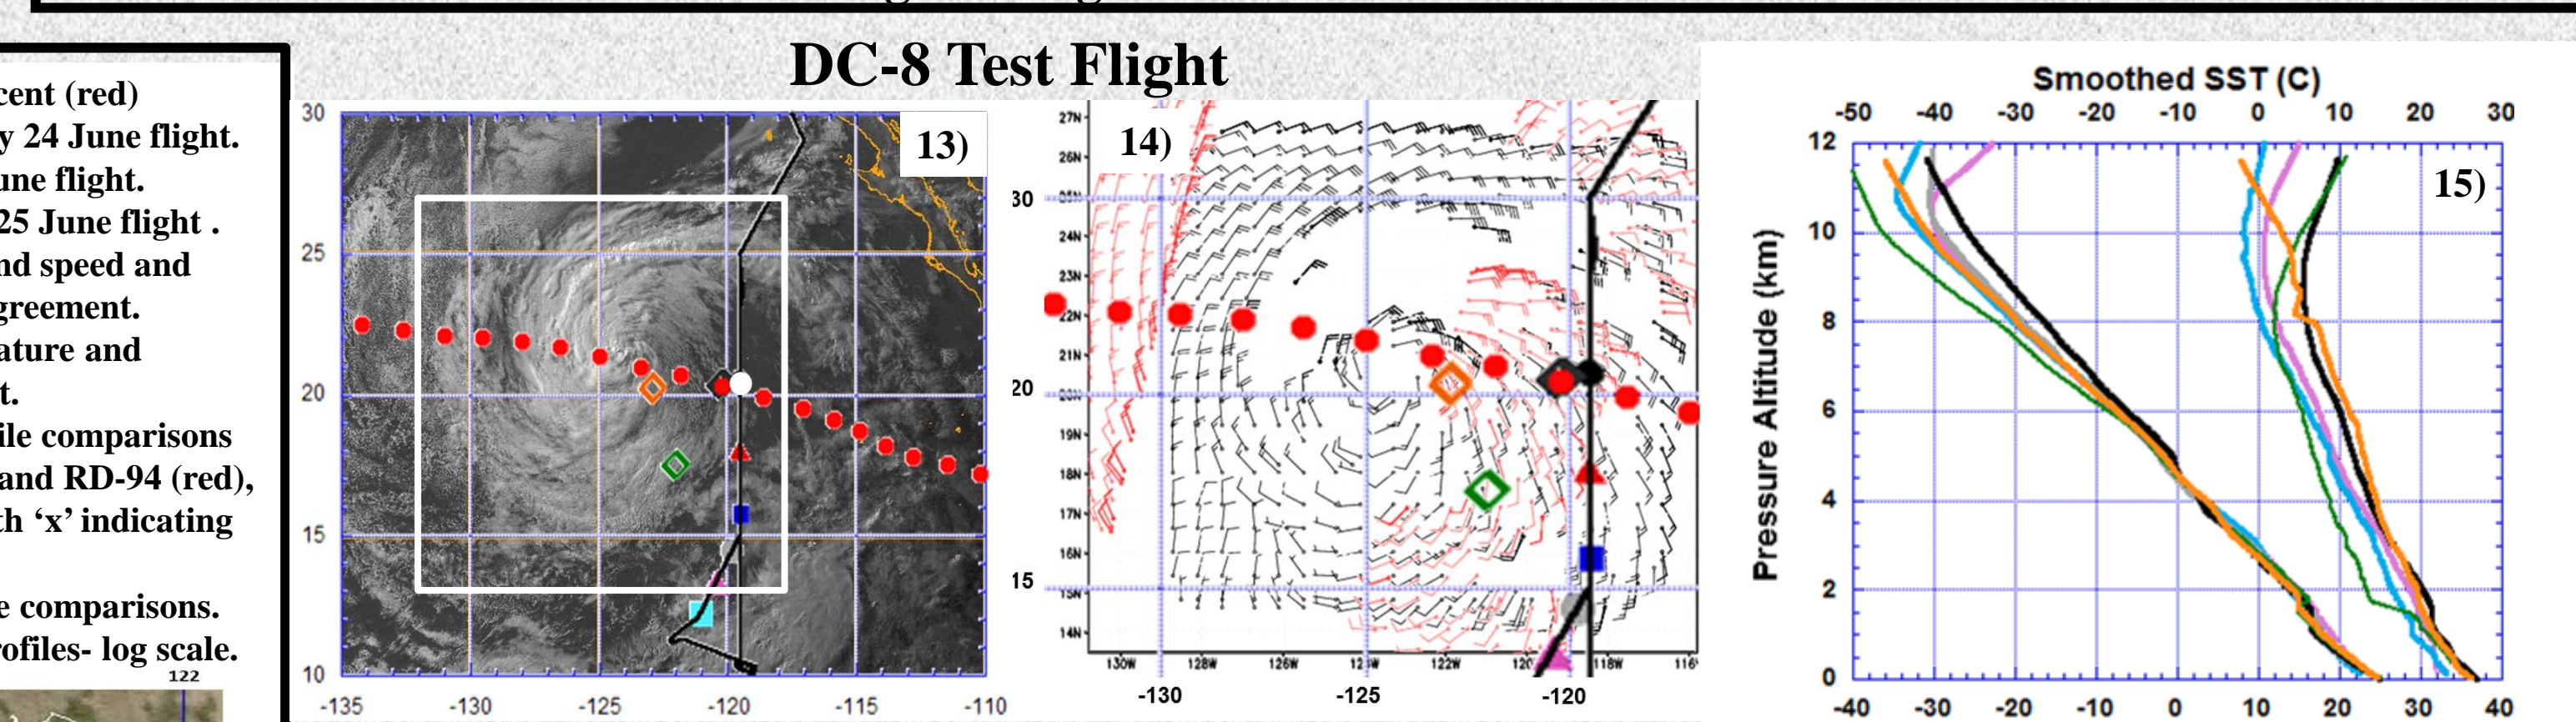 DC-8 Test Flight
cent (red)
y 24 June flight.
une flight.
25 June flight .
nd speed and
greement.
ature and
t.
ile comparisons
and RD-94 (red),
th ‘x’ indicating
e comparisons.
rofiles- log scale.
122
13)
30
25
20
15
10
-135 -130 -125 -120 -115 -110
14)
27N
26N
24N
23N
22N
21N
19N
18N
17N
16N
15N
14N
30
20
15
130W 128W 126W 122W 120 118W 116
-130 -125 -120
Smoothed SST (C)
-50 -40 -30 -20 -10 0 10 20 30
15)
Pressure Altitude (km)
12
10
8
6
4
2
0
-40 -30 -20 -10 0 10 20 30 40